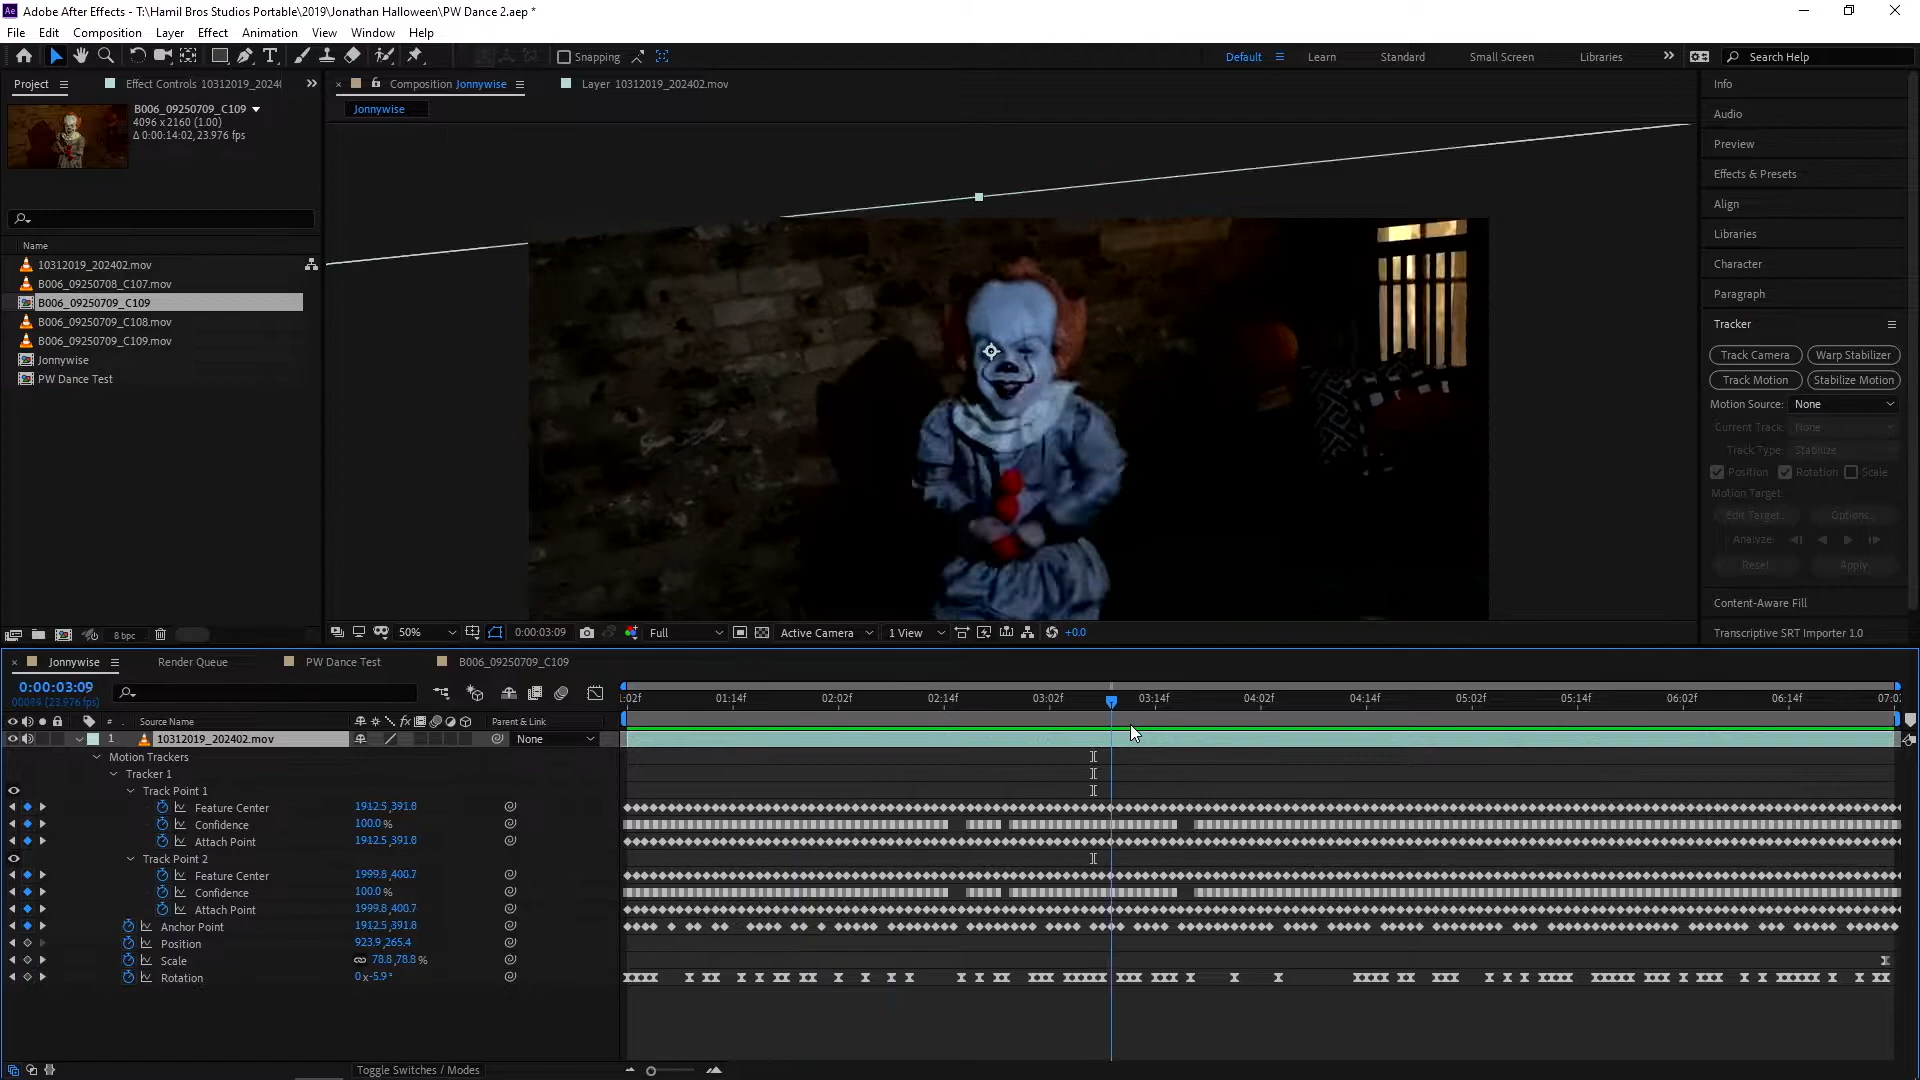 Adobe After Effects - T:\Hamil Bros Studios Portable\2019\Jonathan Halloween\PW Dance 2.aep *
File Edit Composition Layer Effect Animation View Window Help
Snapping
Default Learn Standard Small Screen Libraries Search Help
Project Effect Controls 10312019_2024
Composition Jonnywise Layer 10312019_202402.mov
Jonnywise
B006_09250709_C109
4096 x 2160 (1.00)
Δ 0:00:14:02, 23.976 fps
Name
10312019_202402.mov
B006_09250708_C107.mov
B006_09250709_C109
B006_09250709_C108.mov
B006_09250709_C109.mov
Jonnywise
PW Dance Test
8 bpc
50% 0:00:03:09 Full Active Camera 1 View +0.0
Info
Audio
Preview
Effects & Presets
Align
Libraries
Character
Paragraph
Tracker
Track Camera Warp Stabilizer
Track Motion Stabilize Motion
Motion Source: None
Current Track: None
Track Type: Stabilize
Position Rotation Scale
Motion Target:
Edit Target... Options...
Analyze:
Reset Apply
Content-Aware Fill
Transcriptive SRT Importer 1.0
Jonnywise Render Queue PW Dance Test B006_09250709_C109
0:00:03:09
(23.976 fps)
:02f 01:14f 02:02f 02:14f 03:02f 03:14f 04:02f 04:14f 05:02f 05:14f 06:02f 06:14f 07:0
# Source Name Parent & Link
1 10312019_202402.mov None
Motion Trackers
Tracker 1
Track Point 1
Feature Center 1912.5,391.8
Confidence 100.0 %
Attach Point 1912.5,391.8
Track Point 2
Feature Center 1999.8,400.7
Confidence 100.0 %
Attach Point 1999.8,400.7
Anchor Point 1912.5,391.8
Position 923.9,265.4
Scale 78.8,78.8 %
Rotation 0x-5.9°
Toggle Switches / Modes